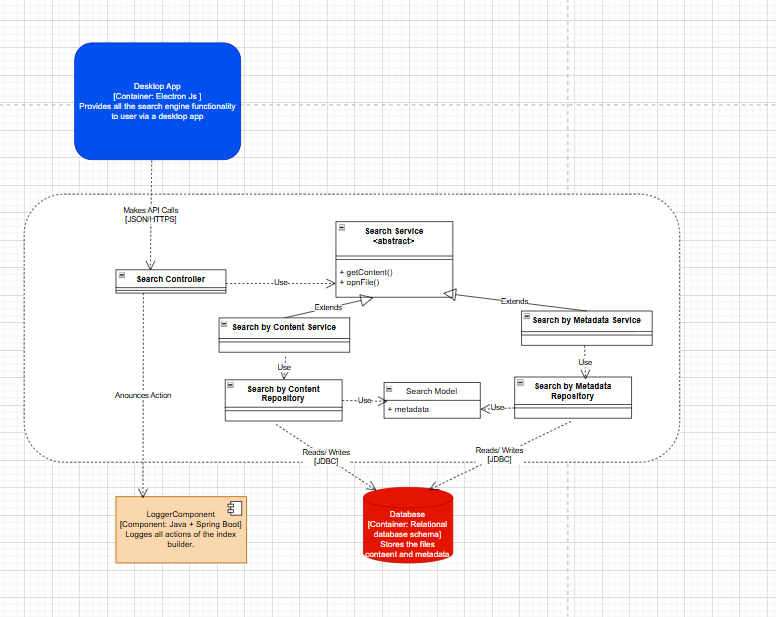 Desktop App
[Container: Electron Js ]
Provides all the search engine functionality
to user via a desktop app
Makes API Calls
[JSON/HTTPS]
Search Service
<abstract>
+ getContent()
+ opnFile()
Search Controller
Use
Extends
Extends
Search by Content Service
Search by Metadata Service
Use
Use
Search by Content
Repository
Use
Search Model
+ metadata
Use
Search by Metadata
Repository
Anounces Action
Reads/ Writes
[JDBC]
Reads/ Writes
[JDBC]
LoggerComponent
[Component: Java + Spring Boot]
Logges all actions of the index
builder.
Database
[Container: Relational
database schema]
Stores the files
contaent and metadata